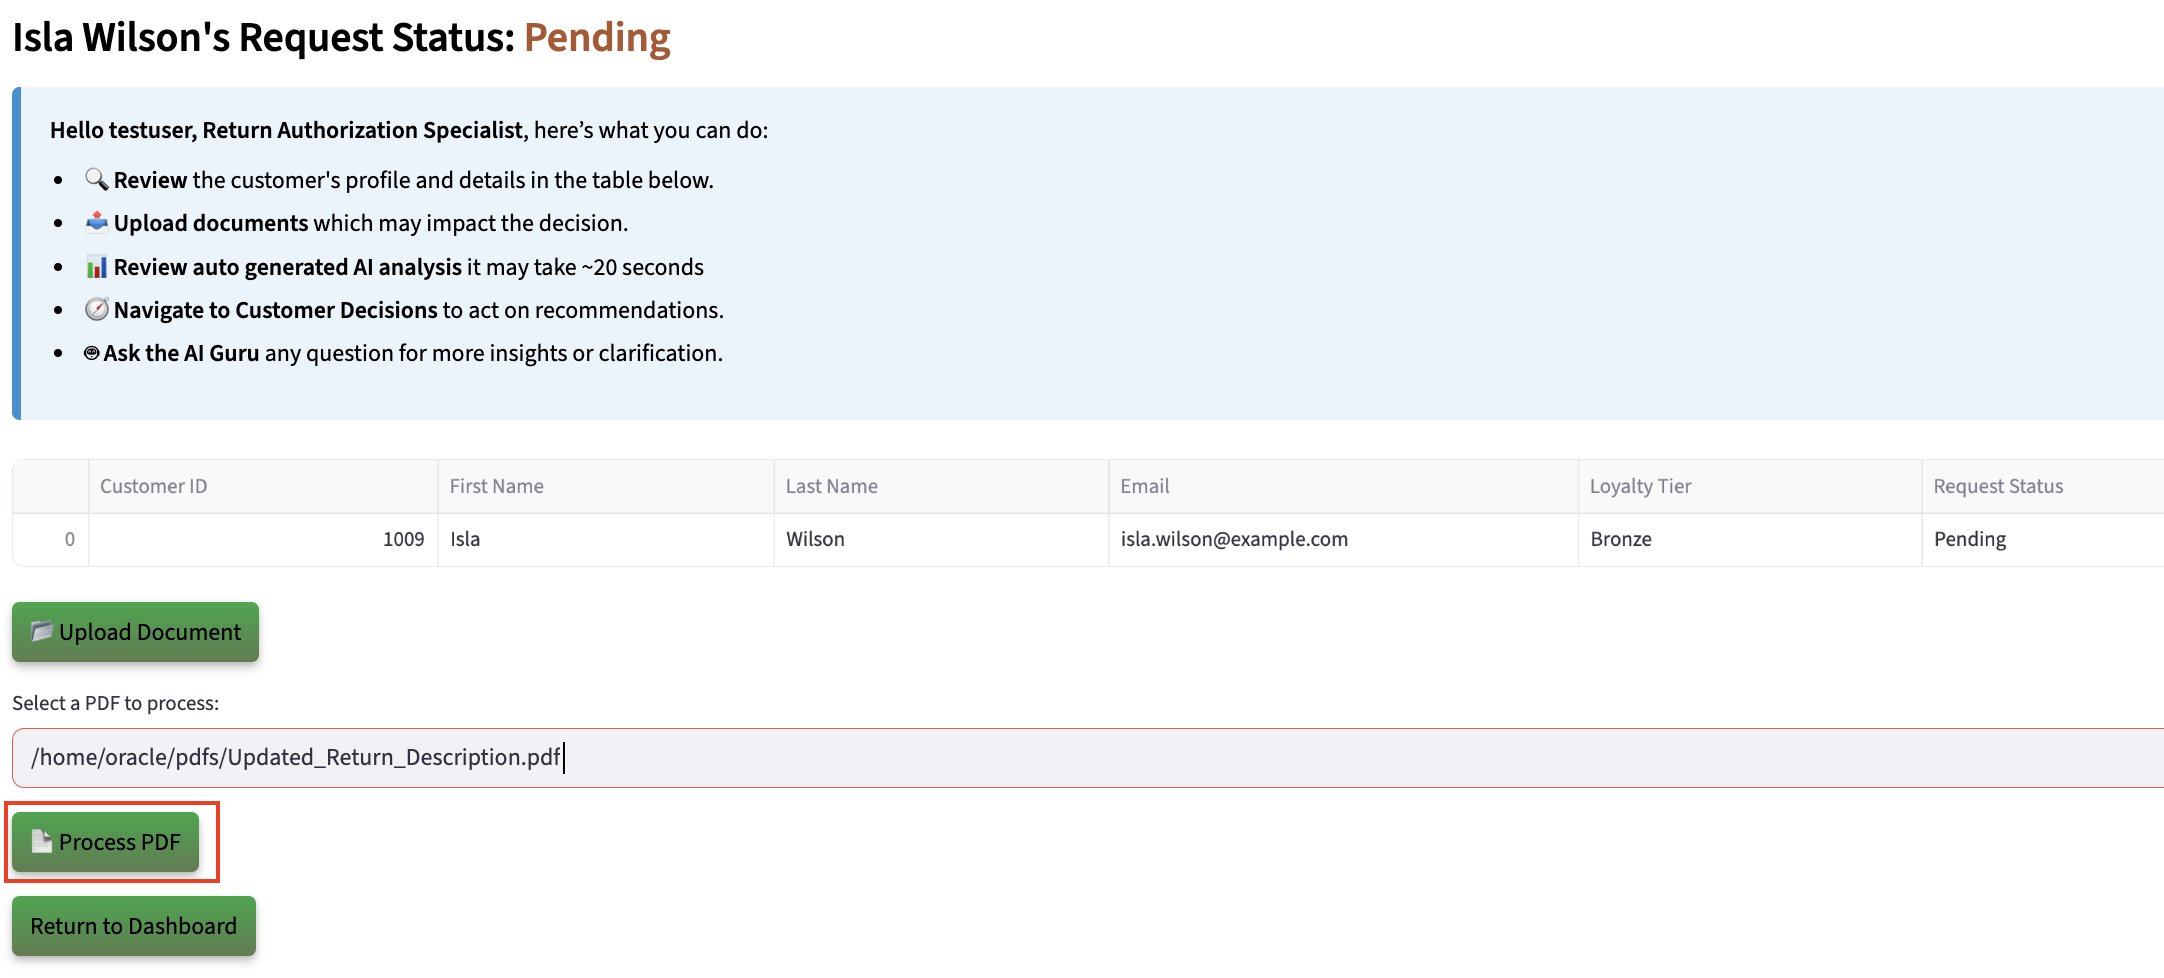 Isla Wilson's Request Status: Pending
Hello testuser, Return Authorization Specialist, here’s what you can do:
• 🔍 Review the customer's profile and details in the table below.
• 📤 Upload documents which may impact the decision.
• 📊 Review auto generated AI analysis it may take ~20 seconds
• 🧭 Navigate to Customer Decisions to act on recommendations.
• Ask the AI Guru any question for more insights or clarification.
Customer ID First Name Last Name Email Loyalty Tier Request Status
0 1009 Isla Wilson isla.wilson@example.com Bronze Pending
📂 Upload Document
Select a PDF to process:
/home/oracle/pdfs/Updated_Return_Description.pdf
📄 Process PDF
Return to Dashboard